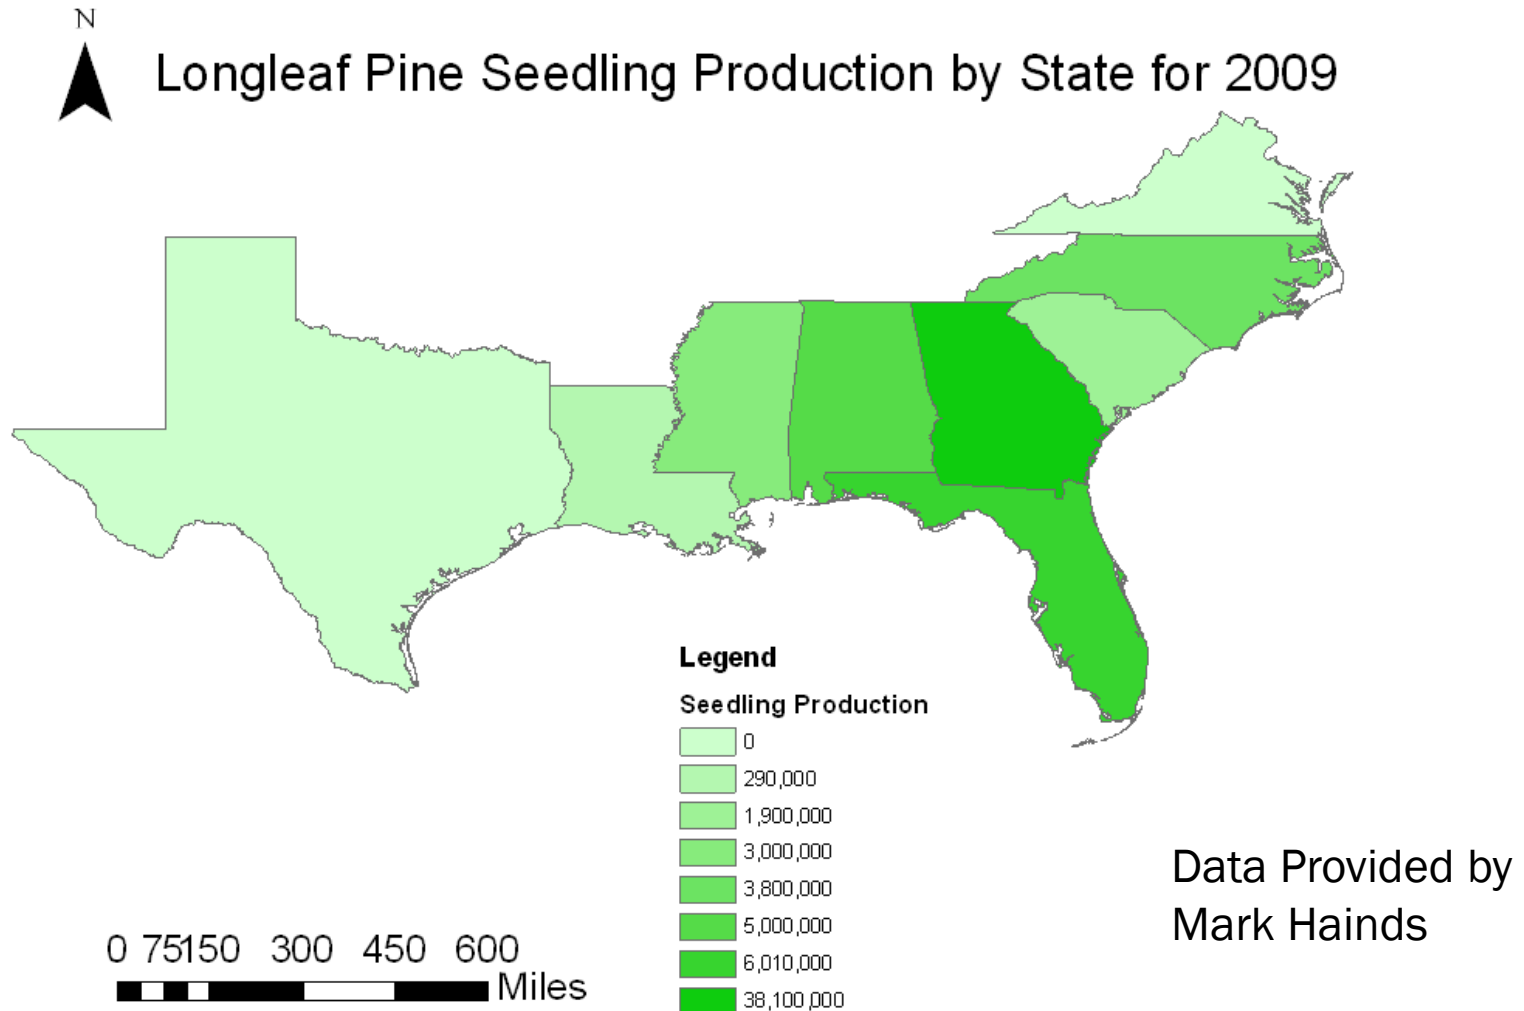 N
Longleaf Pine Seedling Production by State for 2009
Legend
Seedling Production
0
290,000
1,900,000
3,000,000
3,800,000
5,000,000
6,010,000
38,100,000
Data Provided by
Mark Hainds
0 75 150 300 450 600
Miles